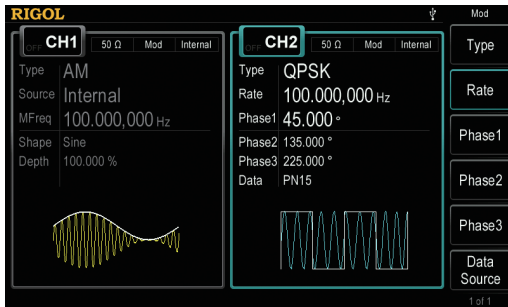 RIGOL
Mod
OFF CH1 50 Ω Mod Internal
Type AM
Source Internal
MFreq 100.000,000 Hz
Shape Sine
Depth 100.000 %
OFF CH2 50 Ω Mod Internal
Type QPSK
Rate 100.000,000 Hz
Phase1 45.000 °
Phase2 135.000 °
Phase3 225.000 °
Data PN15
Type
Rate
Phase1
Phase2
Phase3
Data
Source
1 of 1